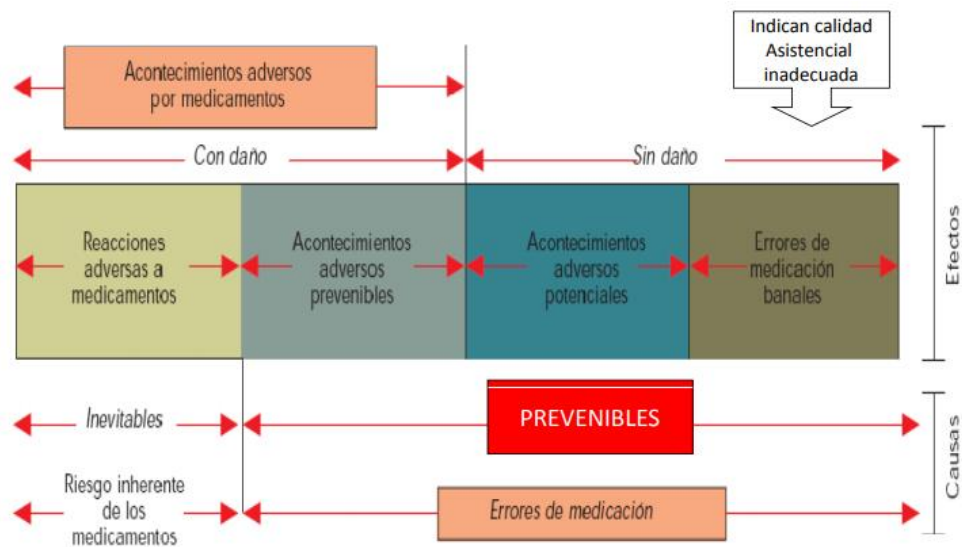 Indican calidad
Asistencial
inadecuada
Acontecimientos adversos
por medicamentos
Con daño
Sin daño
Efectos
Reacciones
adversas a
medicamentos
Acontecimientos
adversos
prevenibles
Acontecimientos
adversos
potenciales
Errores de
medicación
banales
Inevitables
PREVENIBLES
Causas
Riesgo inherente
de los
medicamentos
Errores de medicación